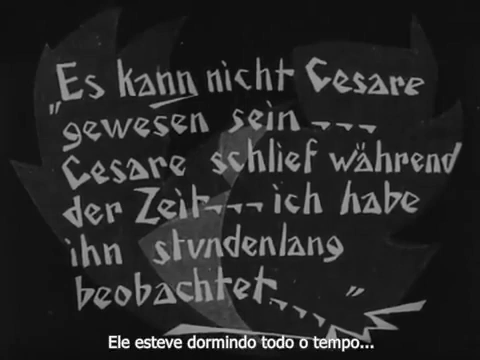 "Es kann nicht Cesare
gewesen sein ---
Cesare schlief während
der Zeit--- ich habe
ihn stundenlang
beobachtet...."
Ele esteve dormindo todo o tempo...